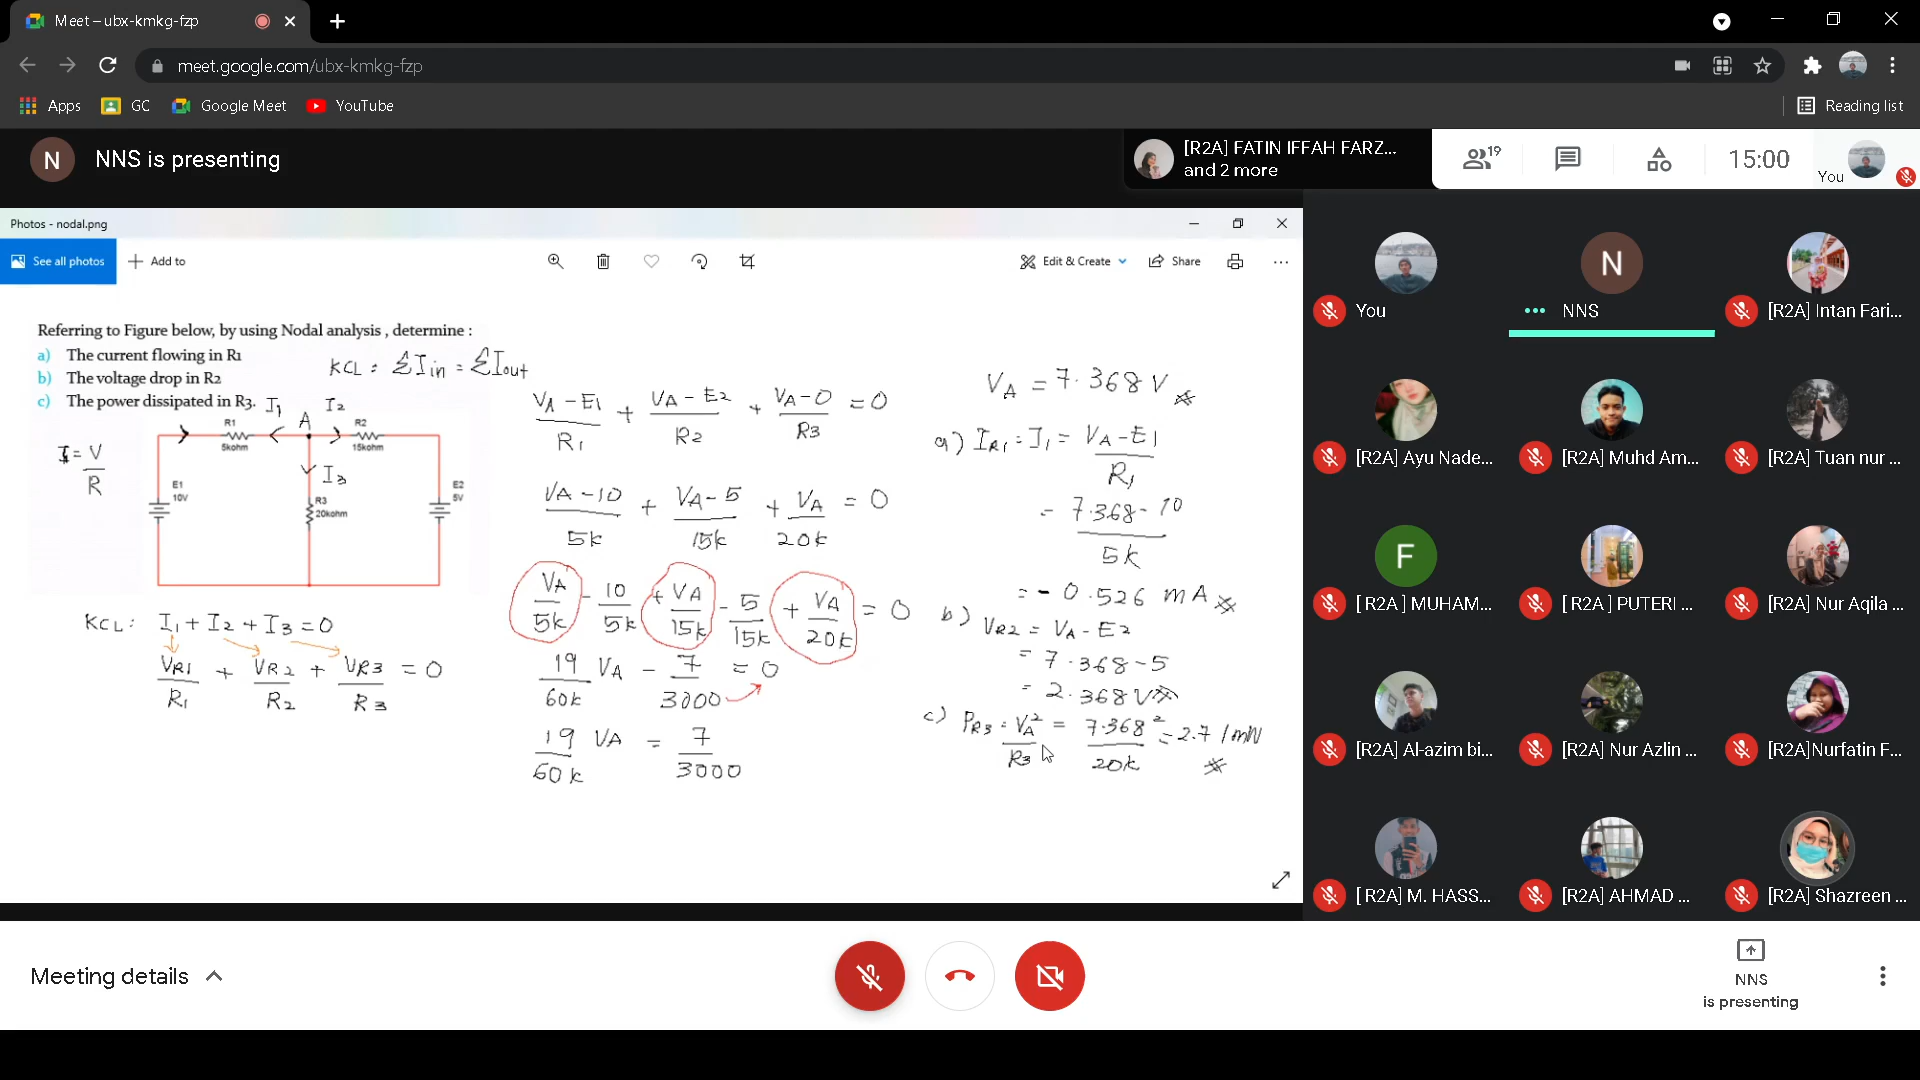 Meet – ubx-kmkg-fzp
meet.google.com/ubx-kmkg-fzp
Apps GC Google Meet YouTube
Reading list
N NNS is presenting
[R2A] FATIN IFFAH FARZ...
and 2 more
19
15:00
You
Photos - nodal.png
See all photos
Add to
Edit & Create
Share
Referring to Figure below, by using Nodal analysis , determine :
a) The current flowing in R1
b) The voltage drop in R2
c) The power dissipated in R3.
KCL : ΣIin = ΣIout
I1 A I2
R1
5kohm
R2
15kohm
I3
R3
20kohm
E1
10V
E2
5V
I = V/R
KCL : I1 + I2 + I3 = 0
VR1/R1 + VR2/R2 + VR3/R3 = 0
VA - E1/R1 + VA - E2/R2 + VA - 0/R3 = 0
VA - 10/5k + VA - 5/15k + VA/20k = 0
VA/5k - 10/5k + VA/15k - 5/15k + VA/20k = 0
19/60k VA - 7/3000 = 0
19/60k VA = 7/3000
VA = 7.368 V
a) IR1 = I1 = VA - E1/R1
= 7.368 - 10/5k
= - 0.526 mA
b) VR2 = VA - E2
= 7.368 - 5
= 2.368 V
c) PR3 = VA²/R3 = 7.368²/20k = 2.71mW
You
N
NNS
[R2A] Intan Fari...
[R2A] Ayu Nade...
[R2A] Muhd Am...
[R2A] Tuan nur ...
F
[ R2A ] MUHAM...
[ R2A ] PUTERI ...
[R2A] Nur Aqila ...
[R2A] Al-azim bi...
[R2A] Nur Azlin ...
[R2A]Nurfatin F...
[ R2A] M. HASS...
[R2A] AHMAD ...
[R2A] Shazreen ...
Meeting details
NNS
is presenting